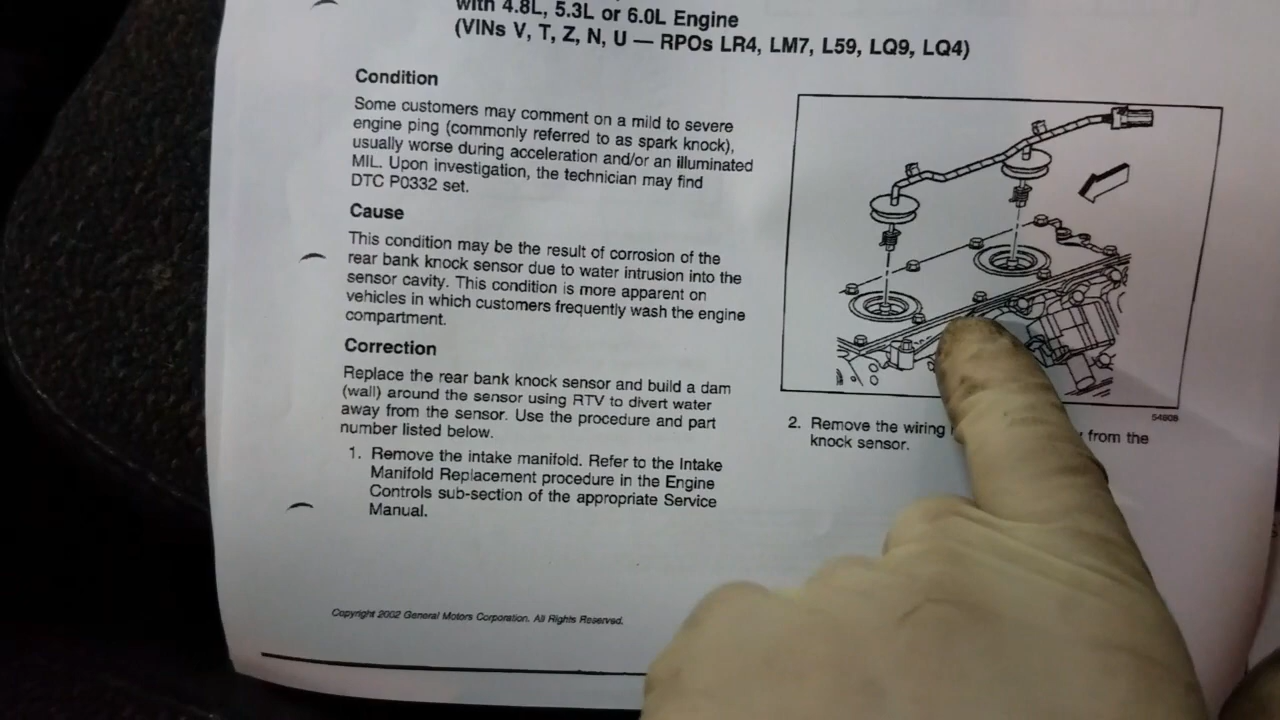 with 4.8L, 5.3L or 6.0L Engine
(VINs V, T, Z, N, U — RPOs LR4, LM7, L59, LQ9, LQ4)
Condition
Some customers may comment on a mild to severe
engine ping (commonly referred to as spark knock),
usually worse during acceleration and/or an illuminated
MIL. Upon investigation, the technician may find
DTC P0332 set.
Cause
This condition may be the result of corrosion of the
rear bank knock sensor due to water intrusion into the
sensor cavity. This condition is more apparent on
vehicles in which customers frequently wash the engine
compartment.
Correction
Replace the rear bank knock sensor and build a dam
(wall) around the sensor using RTV to divert water
away from the sensor. Use the procedure and part
number listed below.
1. Remove the intake manifold. Refer to the Intake
Manifold Replacement procedure in the Engine
Controls sub-section of the appropriate Service
Manual.
54808
2. Remove the wiring from the
knock sensor.
Copyright 2002 General Motors Corporation. All Rights Reserved.